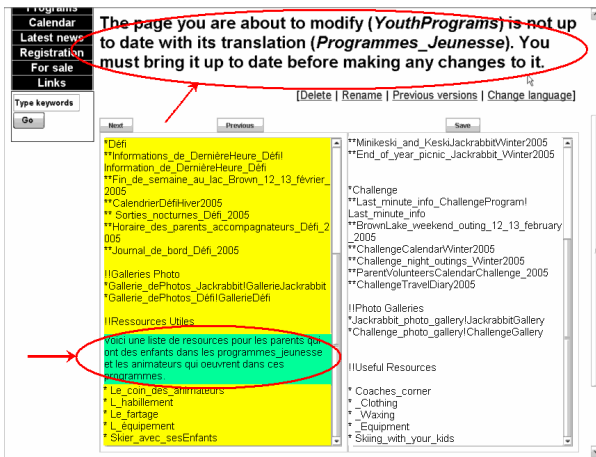 Programs
Calendar
Latest news
Registration
For sale
Links
Type keywords
Go
The page you are about to modify (YouthPrograms) is not up
to date with its translation (Programmes_Jeunesse). You
must bring it up to date before making any changes to it.
[Delete | Rename | Previous versions | Change language]
Next
Previous
Save
*Défi
**Informations_de_DernièreHeure_Défi!
Information_de_DernièreHeure_Défi
**Fin_de_semaine_au_lac_Brown_12_13_février_
2005
**CalendrierDéfiHiver2005
** Sorties_nocturnes_Défi_2005
**Horaire_des_parents_accompagnateurs_Défi_2
005
**Journal_de_bord_Défi_2005
!!Galleries Photo
*Gallerie_dePhotos_Jackrabbit!GallerieJackrabbit
*Gallerie_dePhotos_Défi!GallerieDéfi
!!Ressources Utiles
Voici une liste de resources pour les parents qui
ont des enfants dans les programmes_jeunesse
et les animateurs qui oeuvrent dans ces
programmes.
* Le_coin_des_animateurs
* L_habillement
* Le_fartage
* L_équipement
* Skier_avec_sesEnfants
**Minikeski_and_KeskiJackrabbitWinter2005
**End_of_year_picnic_Jackrabbit_Winter2005
*Challenge
**Last_minute_info_ChallengeProgram!
Last_minute_info
**BrownLake_weekend_outing_12_13_february
_2005
**ChallengeCalendarWinter2005
**Challenge_night_outings_Winter2005
**ParentVolunteersCalendarChallenge_2005
**ChallengeTravelDiary2005
!!Photo Galleries
*Jackrabbit_photo_gallery!JackrabbitGallery
*Challenge_photo_gallery!ChallengeGallery
!!Useful Resources
* Coaches_corner
* _Clothing
* _Waxing
* _Equipment
* Skiing_with_your_kids